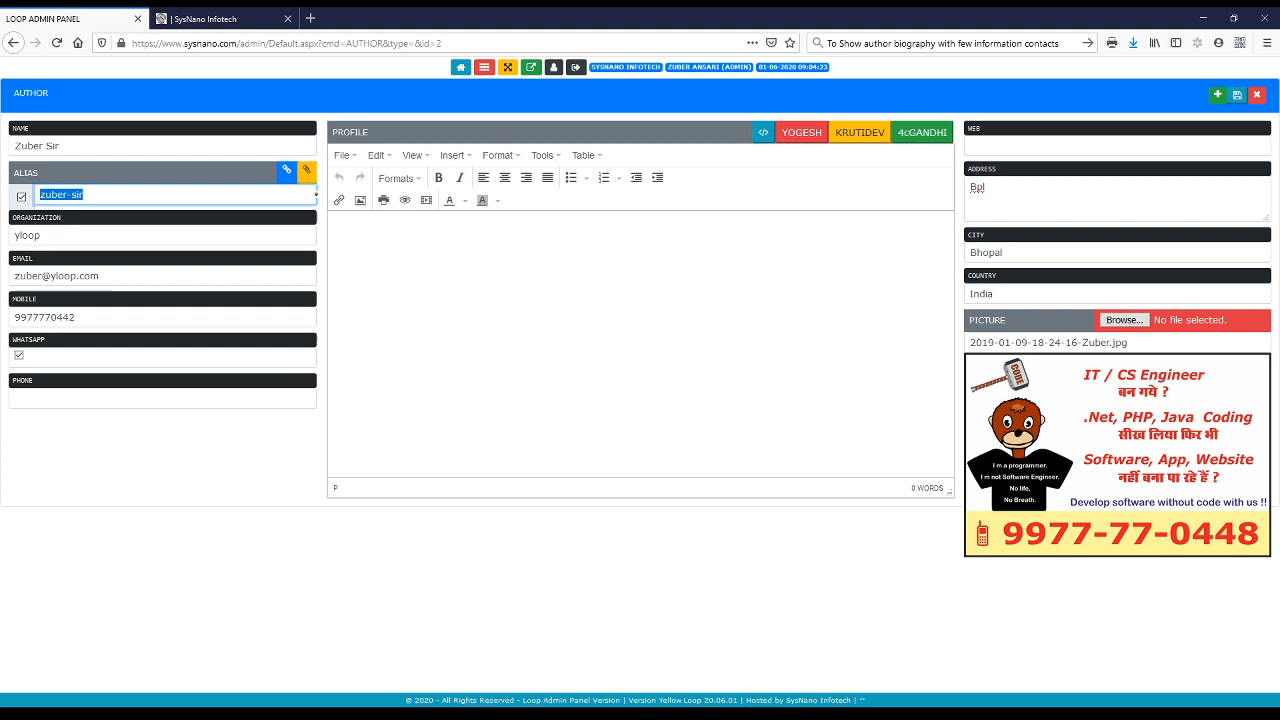 LOOP ADMIN PANEL
| SysNano Infotech
https://www.sysnano.com/admin/Default.aspx?cmd=AUTHOR&type=&id=2
To Show author biography with few information contacts
SYSNANO INFOTECH
ZUBER ANSARI (ADMIN)
01-06-2020 09:04:23
AUTHOR
NAME
Zuber Sir
ALIAS
zuber-sir
ORGANIZATION
yloop
EMAIL
zuber@yloop.com
MOBILE
9977770442
WHATSAPP
PHONE
PROFILE
YOGESH
KRUTIDEV
4cGANDHI
File Edit View Insert Format Tools Table
Formats B I
A A
P
0 WORDS
WEB
ADDRESS
Bpl
CITY
Bhopal
COUNTRY
India
PICTURE
Browse... No file selected.
2019-01-09-18-24-16-Zuber.jpg
CODE
IT / CS Engineer
बन गये ?
.Net, PHP, Java Coding
सीख लिया फिर भी
Software, App, Website
नहीं बना पा रहे हैं ?
I m a programmer.
I m not Software Engineer.
No life,
No Breath.
Develop software without code with us !!
9977-77-0448
© 2020 - All Rights Reserved - Loop Admin Panel Version | Version Yellow Loop 20.06.01 | Hosted by SysNano Infotech | ^